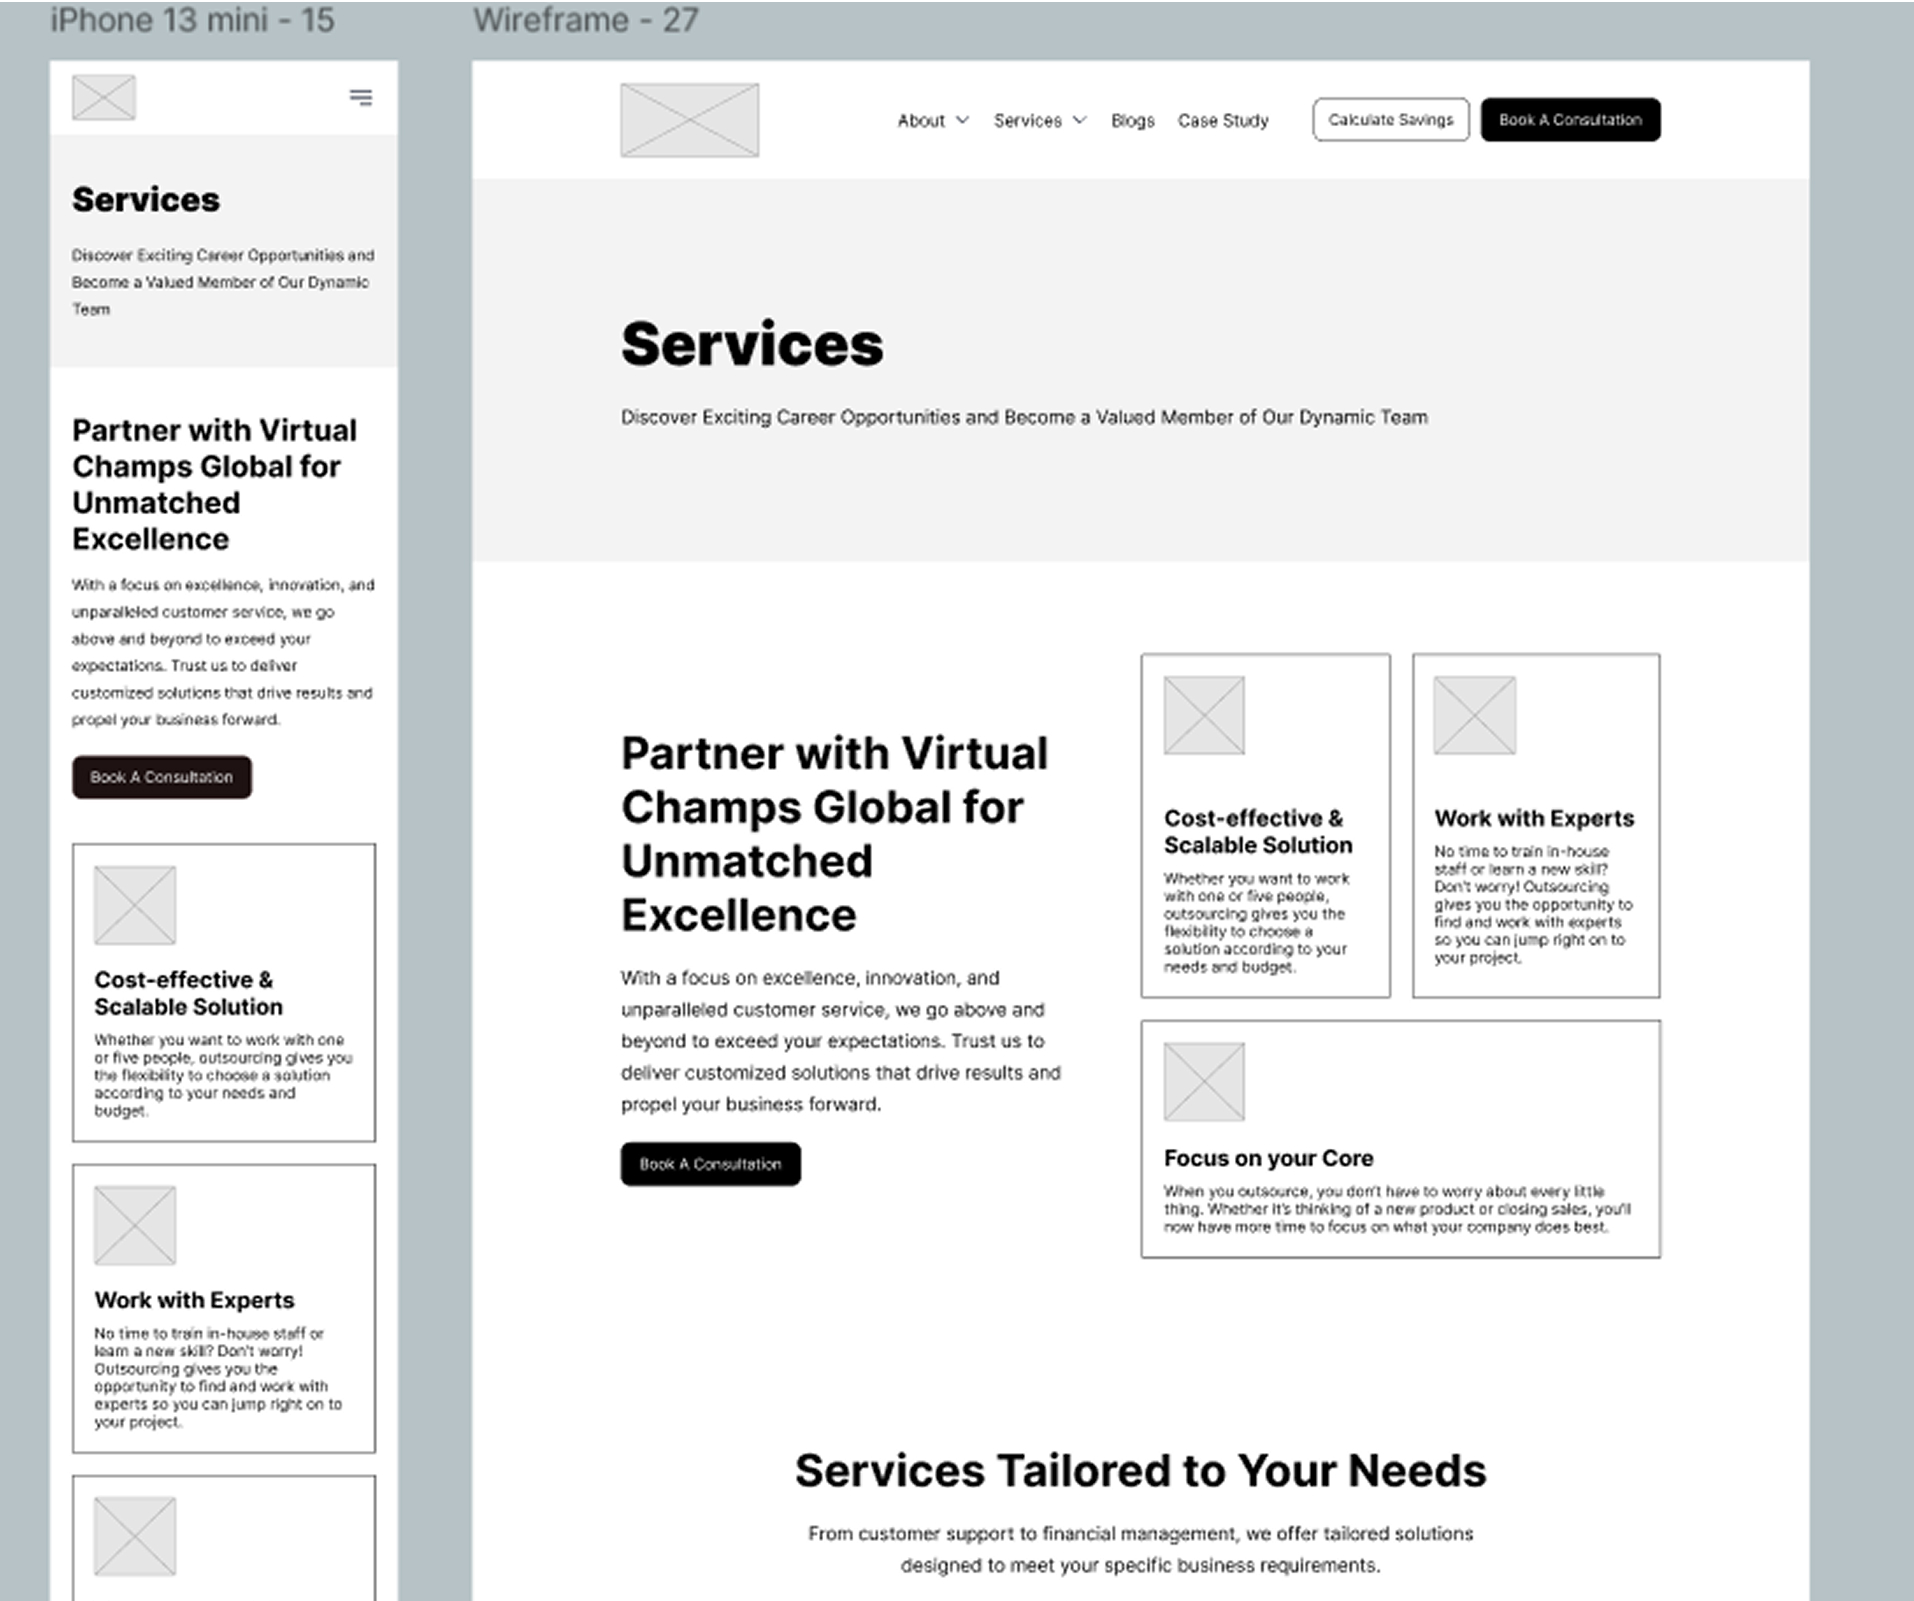 iPhone 13 mini - 15
Services
Discover Exciting Career Opportunities and
Become a Valued Member of Our Dynamic
Team
Partner with Virtual
Champs Global for
Unmatched
Excellence
With a focus on excellence, innovation, and
unparalleled customer service, we go
above and beyond to exceed your
expectations. Trust us to deliver
customized solutions that drive results and
propel your business forward.
Book A Consultation
Cost-effective &
Scalable Solution
Whether you want to work with one
or five people, outsourcing gives you
the flexibility to choose a solution
according to your needs and
budget.
Work with Experts
No time to train in-house staff or
learn a new skill? Don't worry!
Outsourcing gives you the
opportunity to find and work with
experts so you can jump right on to
your project.
Wireframe - 27
About Services Blogs Case Study Calculate Savings Book A Consultation
Services
Discover Exciting Career Opportunities and Become a Valued Member of Our Dynamic Team
Partner with Virtual
Champs Global for
Unmatched
Excellence
With a focus on excellence, innovation, and
unparalleled customer service, we go above and
beyond to exceed your expectations. Trust us to
deliver customized solutions that drive results and
propel your business forward.
Book A Consultation
Cost-effective &
Scalable Solution
Whether you want to work
with one or five people,
outsourcing gives you the
flexibility to choose a
solution according to your
needs and budget.
Work with Experts
No time to train in-house
staff or learn a new skill?
Don't worry! Outsourcing
gives you the opportunity to
find and work with experts
so you can jump right on to
your project.
Focus on your Core
When you outsource, you don't have to worry about every little
thing. Whether it's thinking of a new product or closing sales, you'll
now have more time to focus on what your company does best.
Services Tailored to Your Needs
From customer support to financial management, we offer tailored solutions
designed to meet your specific business requirements.